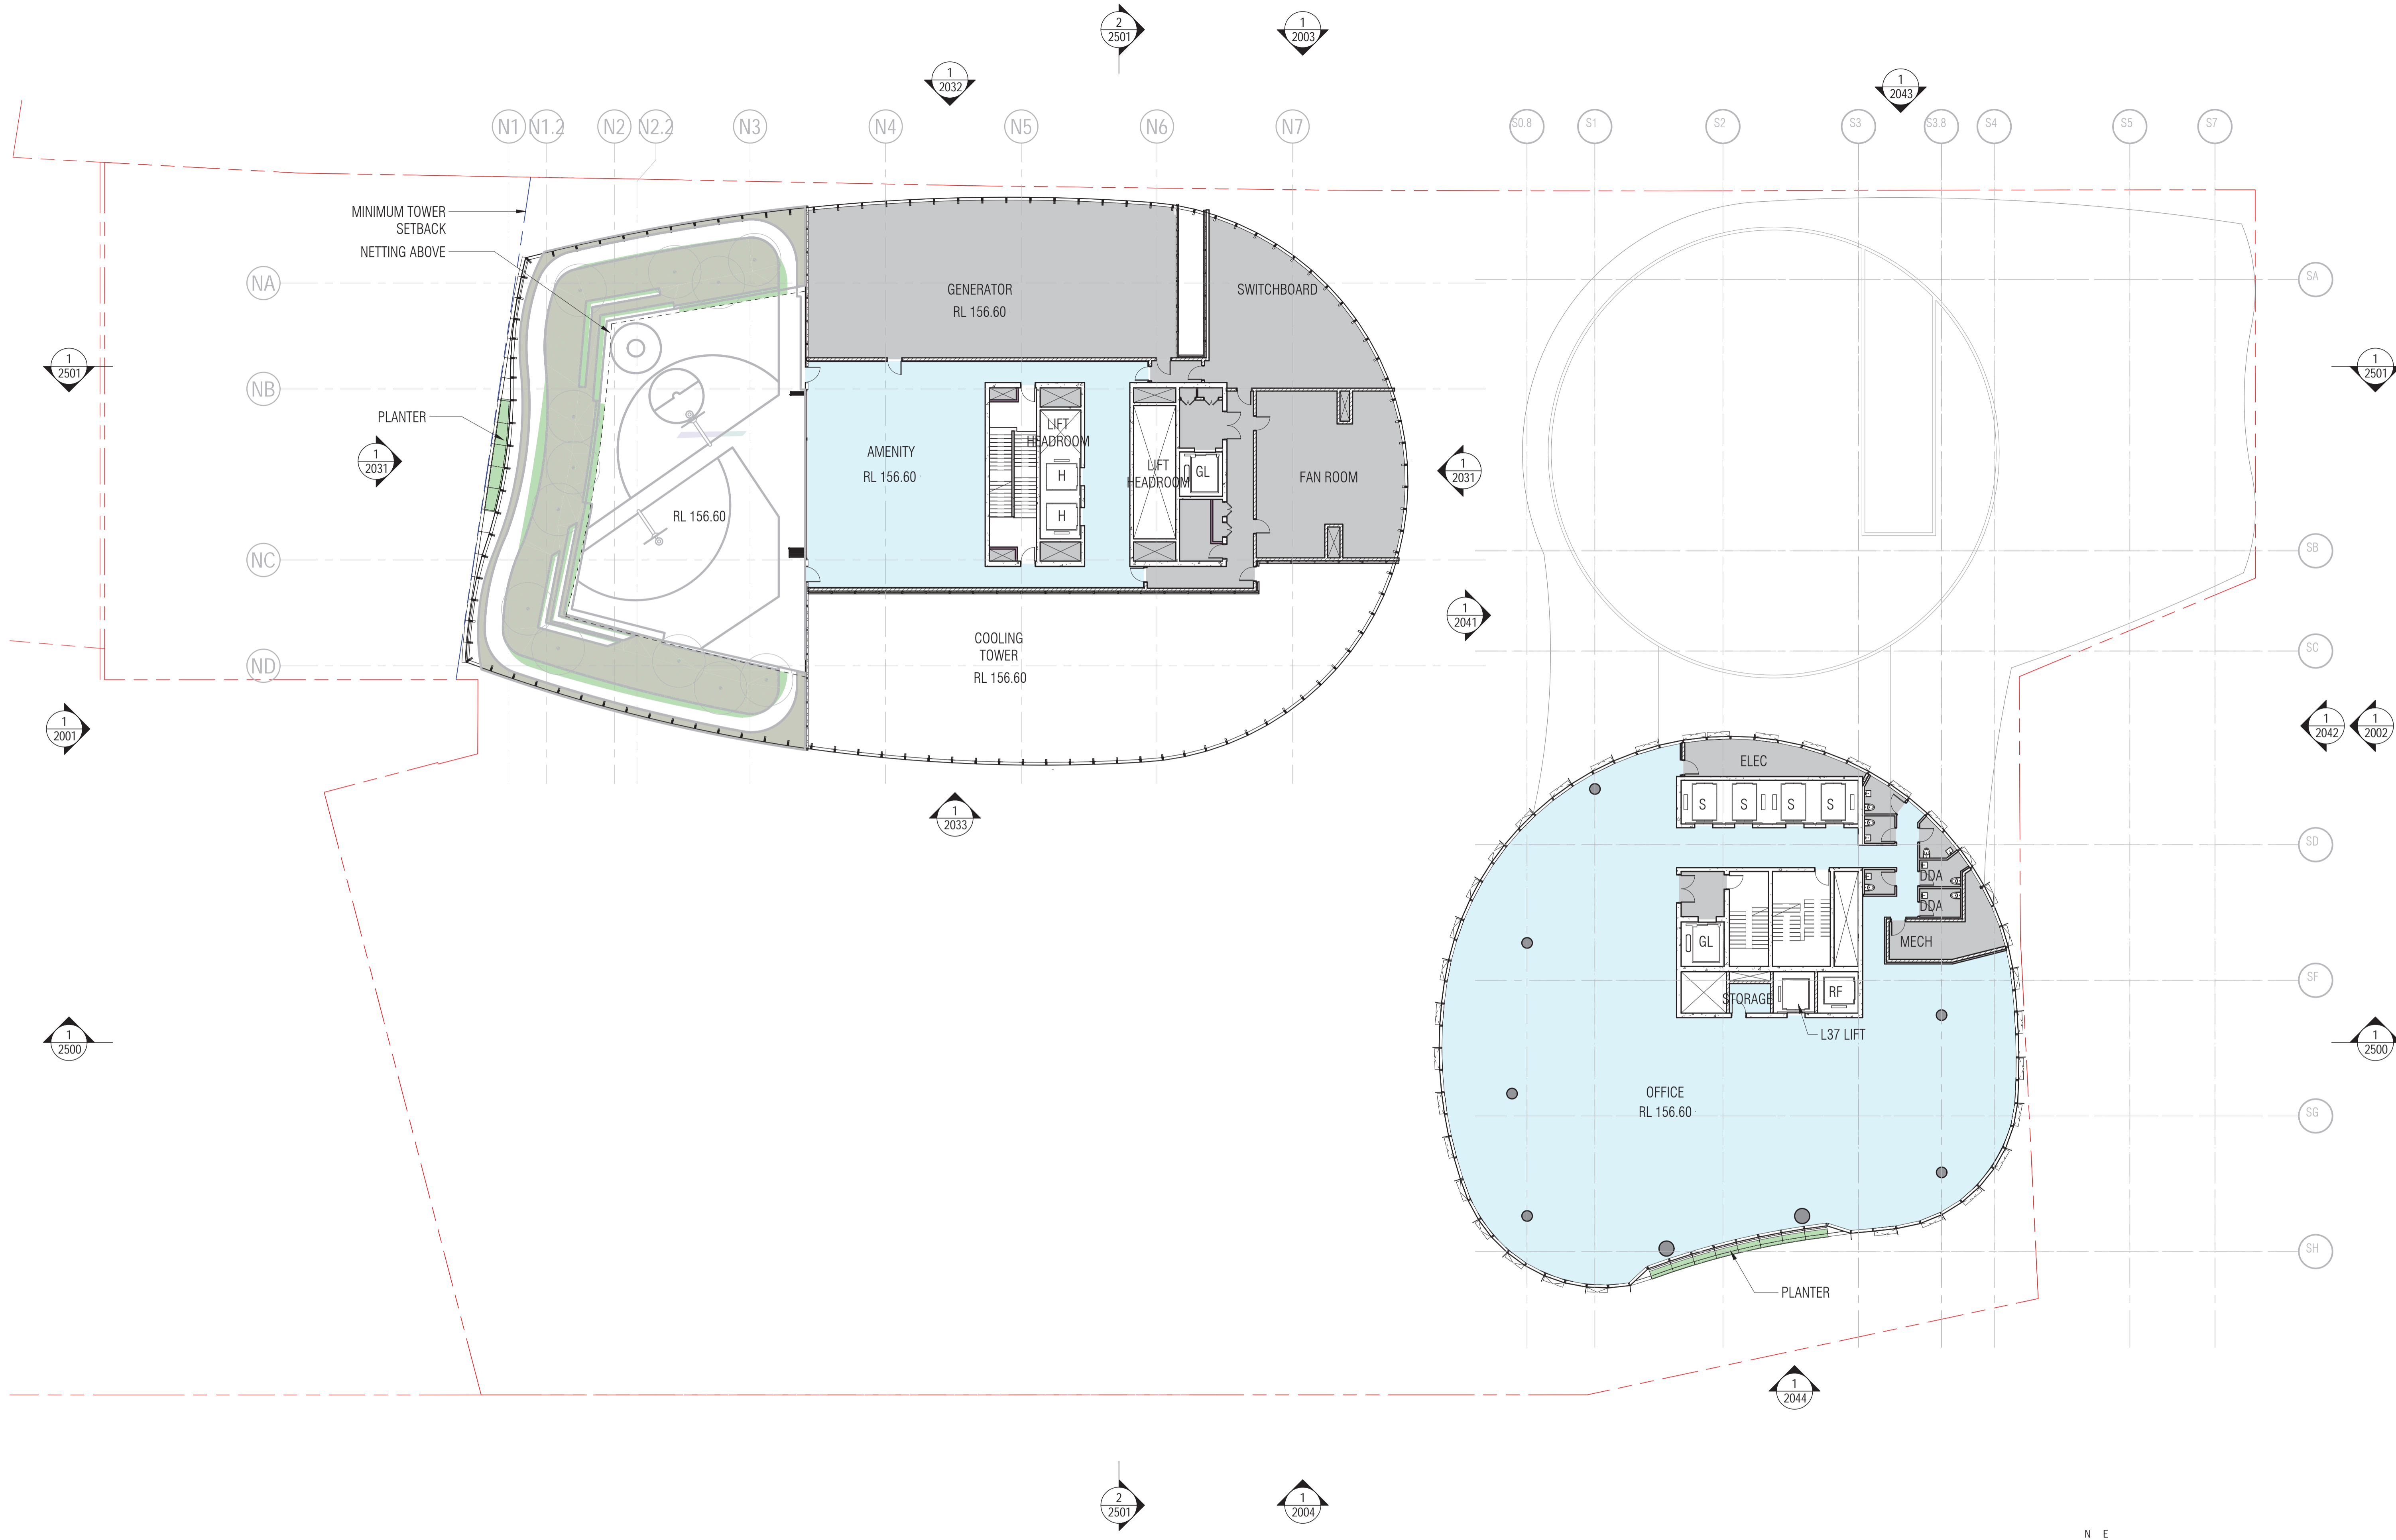 2
2501
1
2003
1
2032
1
2043
N1
N1.2
N2
N2.2
N3
N4
N5
N6
N7
S0.8
S1
S2
S3
S3.8
S4
S5
S7
MINIMUM TOWER
SETBACK
NETTING ABOVE
NA
GENERATOR
RL 156.60
SWITCHBOARD
SA
1
2501
1
2501
NB
PLANTER
1
2031
AMENITY
RL 156.60
LIFT
HEADROOM
H
H
LIFT
HEADROOM
GL
FAN ROOM
1
2031
RL 156.60
NC
SB
1
2041
COOLING
TOWER
RL 156.60
ND
SC
1
2001
1
2042
1
2002
1
2033
ELEC
S
S
S
S
SD
DDA
DDA
GL
MECH
STORAGE
RF
SF
L37 LIFT
1
2500
1
2500
OFFICE
RL 156.60
SG
SH
PLANTER
1
2044
2
2501
1
2004
N E